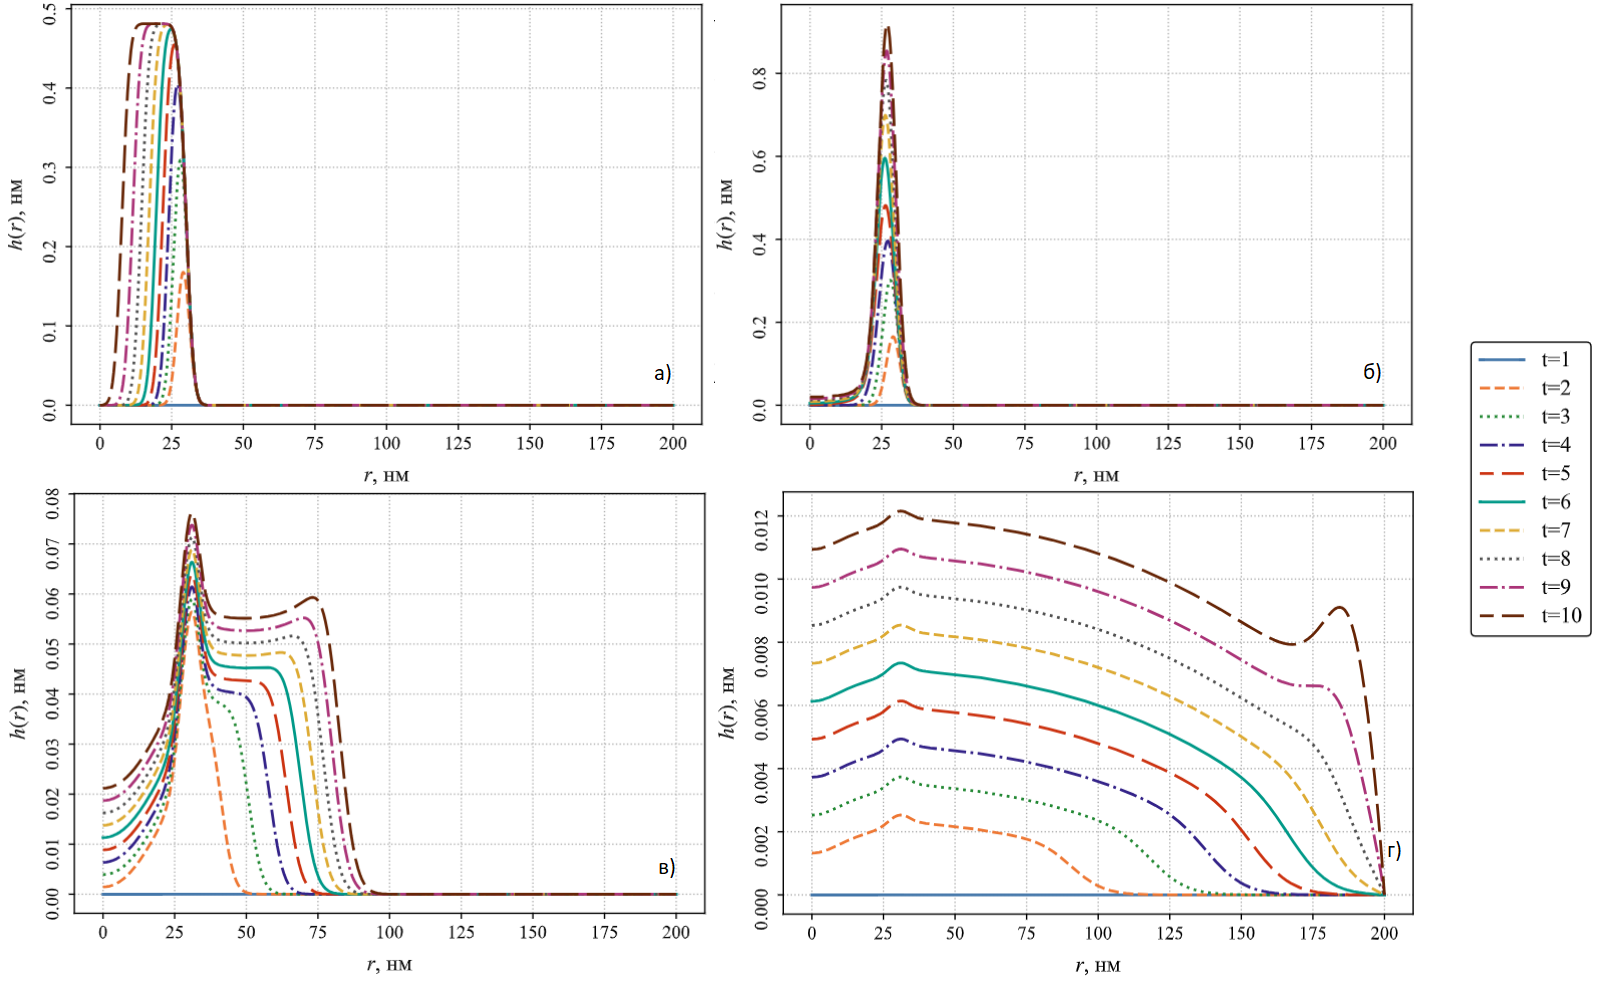 0.5
0.4
0.3
0.2
0.1
0.0
h(r), нм
0 25 50 75 100 125 150 175 200
r, нм
а)
0.8
0.6
0.4
0.2
0.0
h(r), нм
0 25 50 75 100 125 150 175 200
r, нм
б)
0.08
0.07
0.06
0.05
0.04
0.03
0.02
0.01
0.00
h(r), нм
0 25 50 75 100 125 150 175 200
r, нм
в)
0.012
0.010
0.008
0.006
0.004
0.002
0.000
h(r), нм
0 25 50 75 100 125 150 175 200
r, нм
г)
t=1
t=2
t=3
t=4
t=5
t=6
t=7
t=8
t=9
t=10